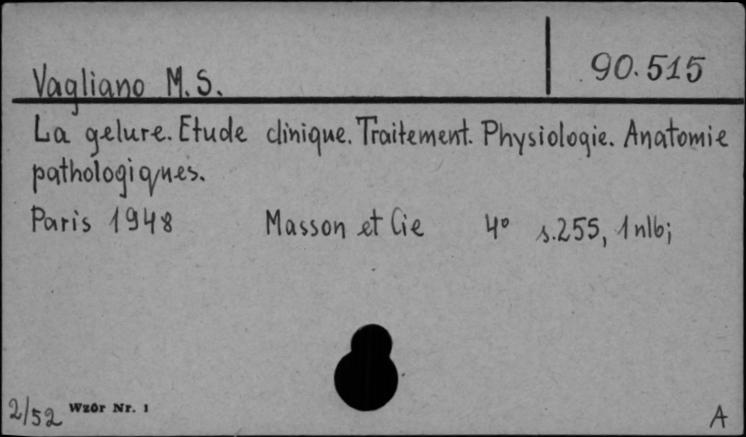 Vagliano M.S.
90.515
La gelure. Etude clinique. Traitement. Physiologie. Anatomie
pathologiques.
Paris 1948 Masson et Cie 4° s.255, 1 nlb;
2/52 Wzór Nr. 1
A